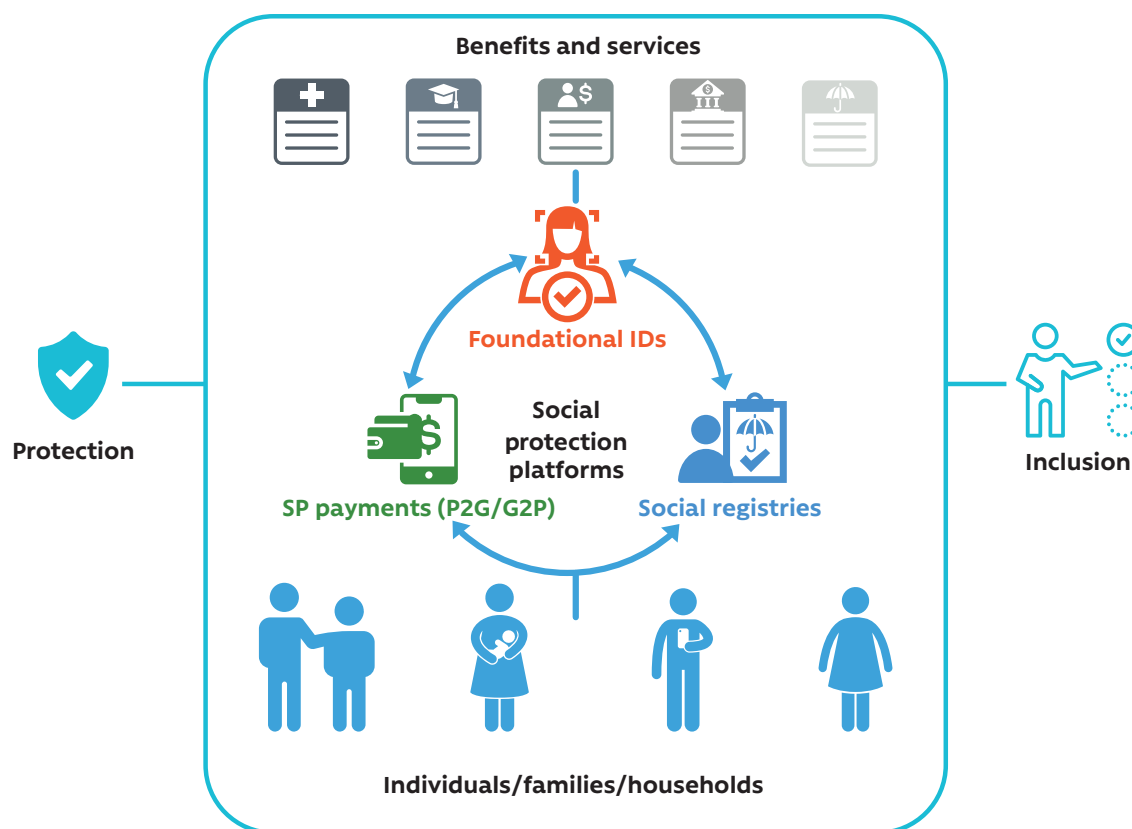 Benefits and services
$
$
Foundational IDs
$
Social
protection
platforms
SP payments (P2G/G2P)
Social registries
Protection
Inclusion
Individuals/families/households